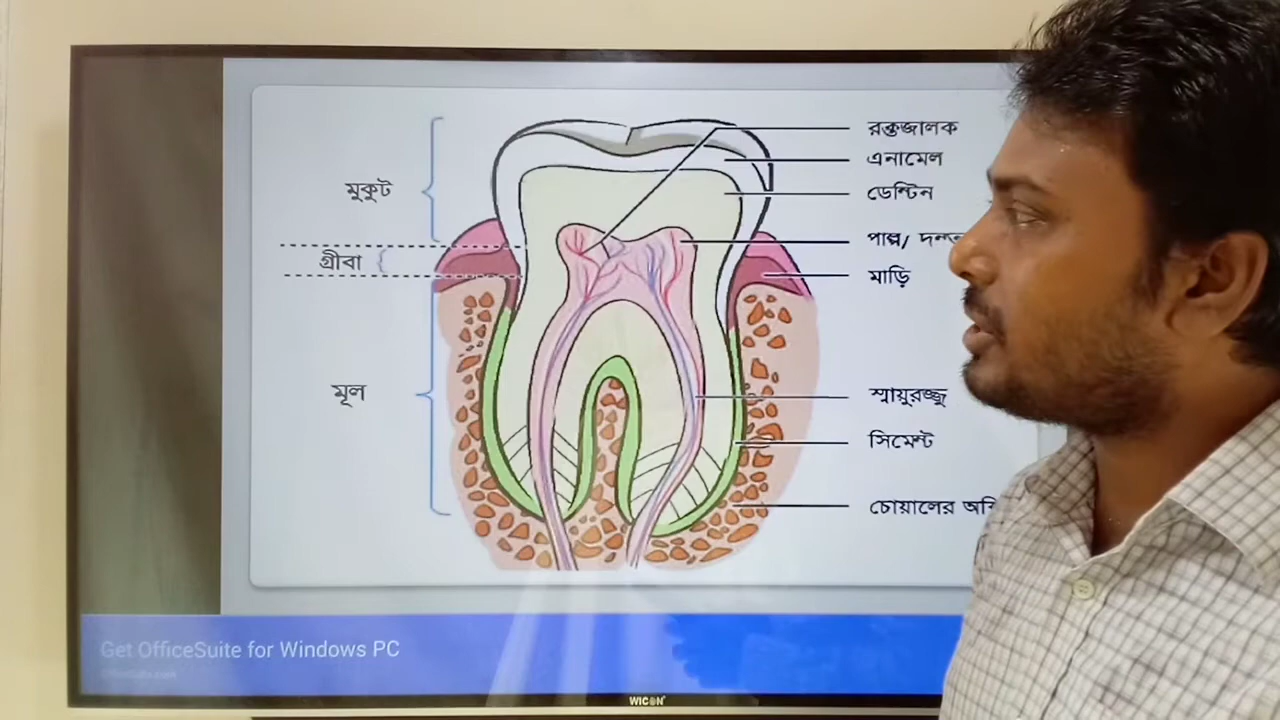 রক্তজালক
এনামেল
ডেন্টিন
পাল্প/
মাড়ি
স্নায়ুরজ্জু
সিমেন্ট
চোয়ালের
মুকুট
গ্রীবা
মূল
Get OfficeSuite for Windows PC
WICON